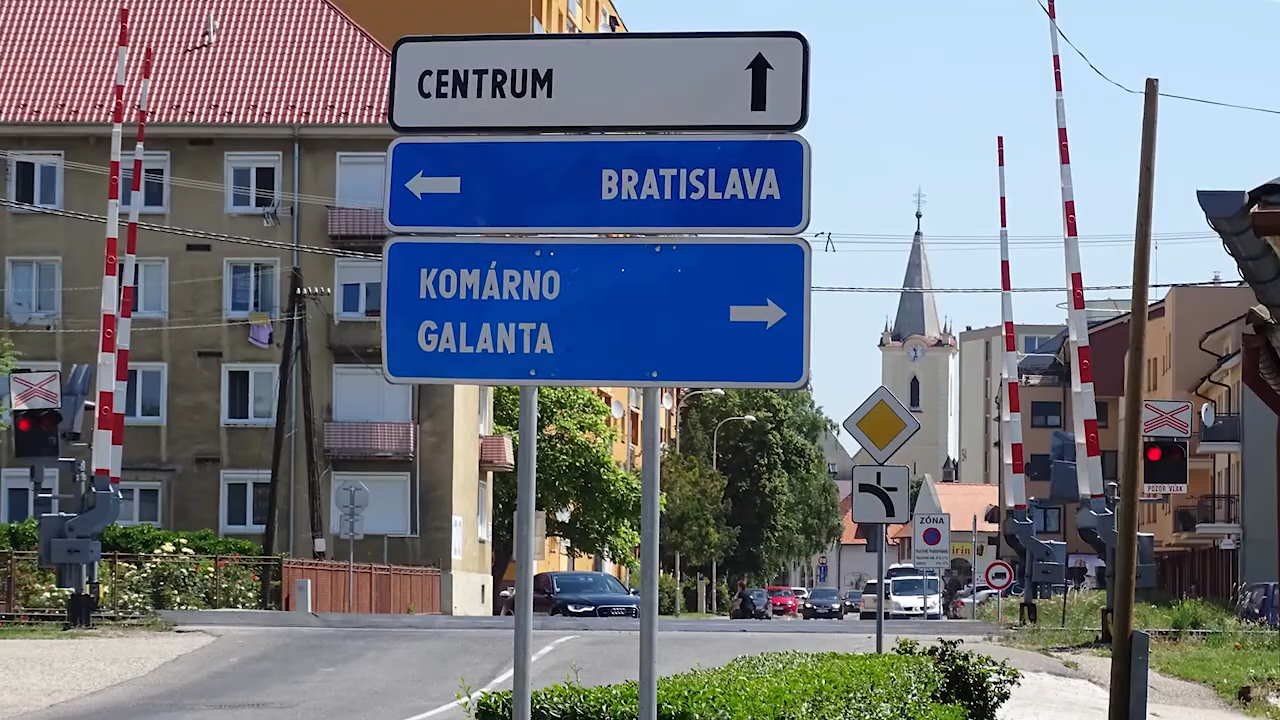 CENTRUM
BRATISLAVA
KOMÁRNO
GALANTA
POZOR VLAK
ZÓNA